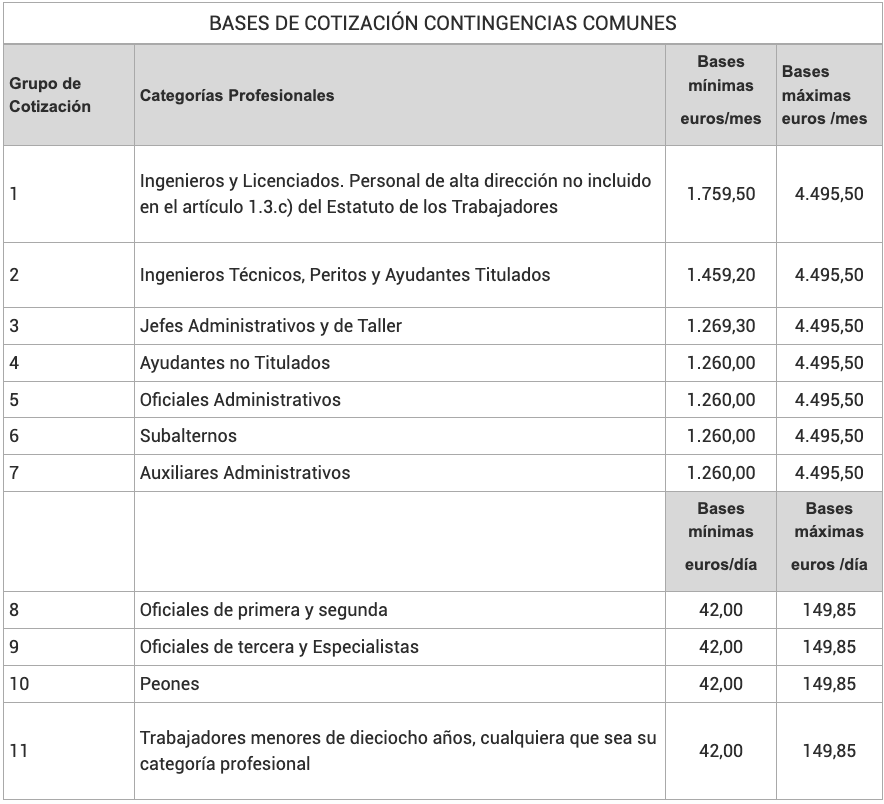 BASES DE COTIZACIÓN CONTINGENCIAS COMUNES
Grupo de
Cotización
Categorías Profesionales
Bases
mínimas
euros/mes
Bases
máximas
euros /mes
1
Ingenieros y Licenciados. Personal de alta dirección no incluido
en el artículo 1.3.c) del Estatuto de los Trabajadores
1.759,50
4.495,50
2
Ingenieros Técnicos, Peritos y Ayudantes Titulados
1.459,20
4.495,50
3
Jefes Administrativos y de Taller
1.269,30
4.495,50
4
Ayudantes no Titulados
1.260,00
4.495,50
5
Oficiales Administrativos
1.260,00
4.495,50
6
Subalternos
1.260,00
4.495,50
7
Auxiliares Administrativos
1.260,00
4.495,50
Bases
mínimas
euros/día
Bases
máximas
euros /día
8
Oficiales de primera y segunda
42,00
149,85
9
Oficiales de tercera y Especialistas
42,00
149,85
10
Peones
42,00
149,85
11
Trabajadores menores de dieciocho años, cualquiera que sea su
categoría profesional
42,00
149,85